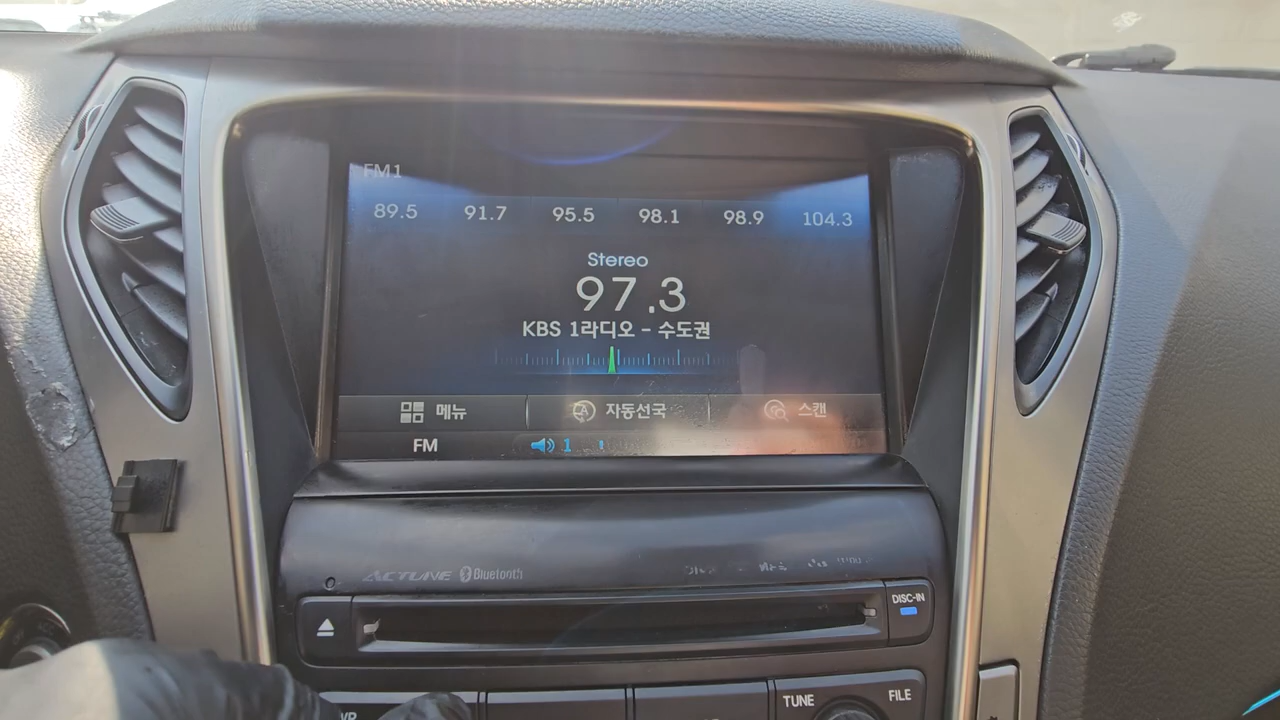 FM1
89.5 91.7 95.5 98.1 98.9 104.3
Stereo
97.3
KBS 1라디오 - 수도권
메뉴 자동선국 스캔
FM 1
ACTUNE Bluetooth
DISC-IN
TUNE FILE